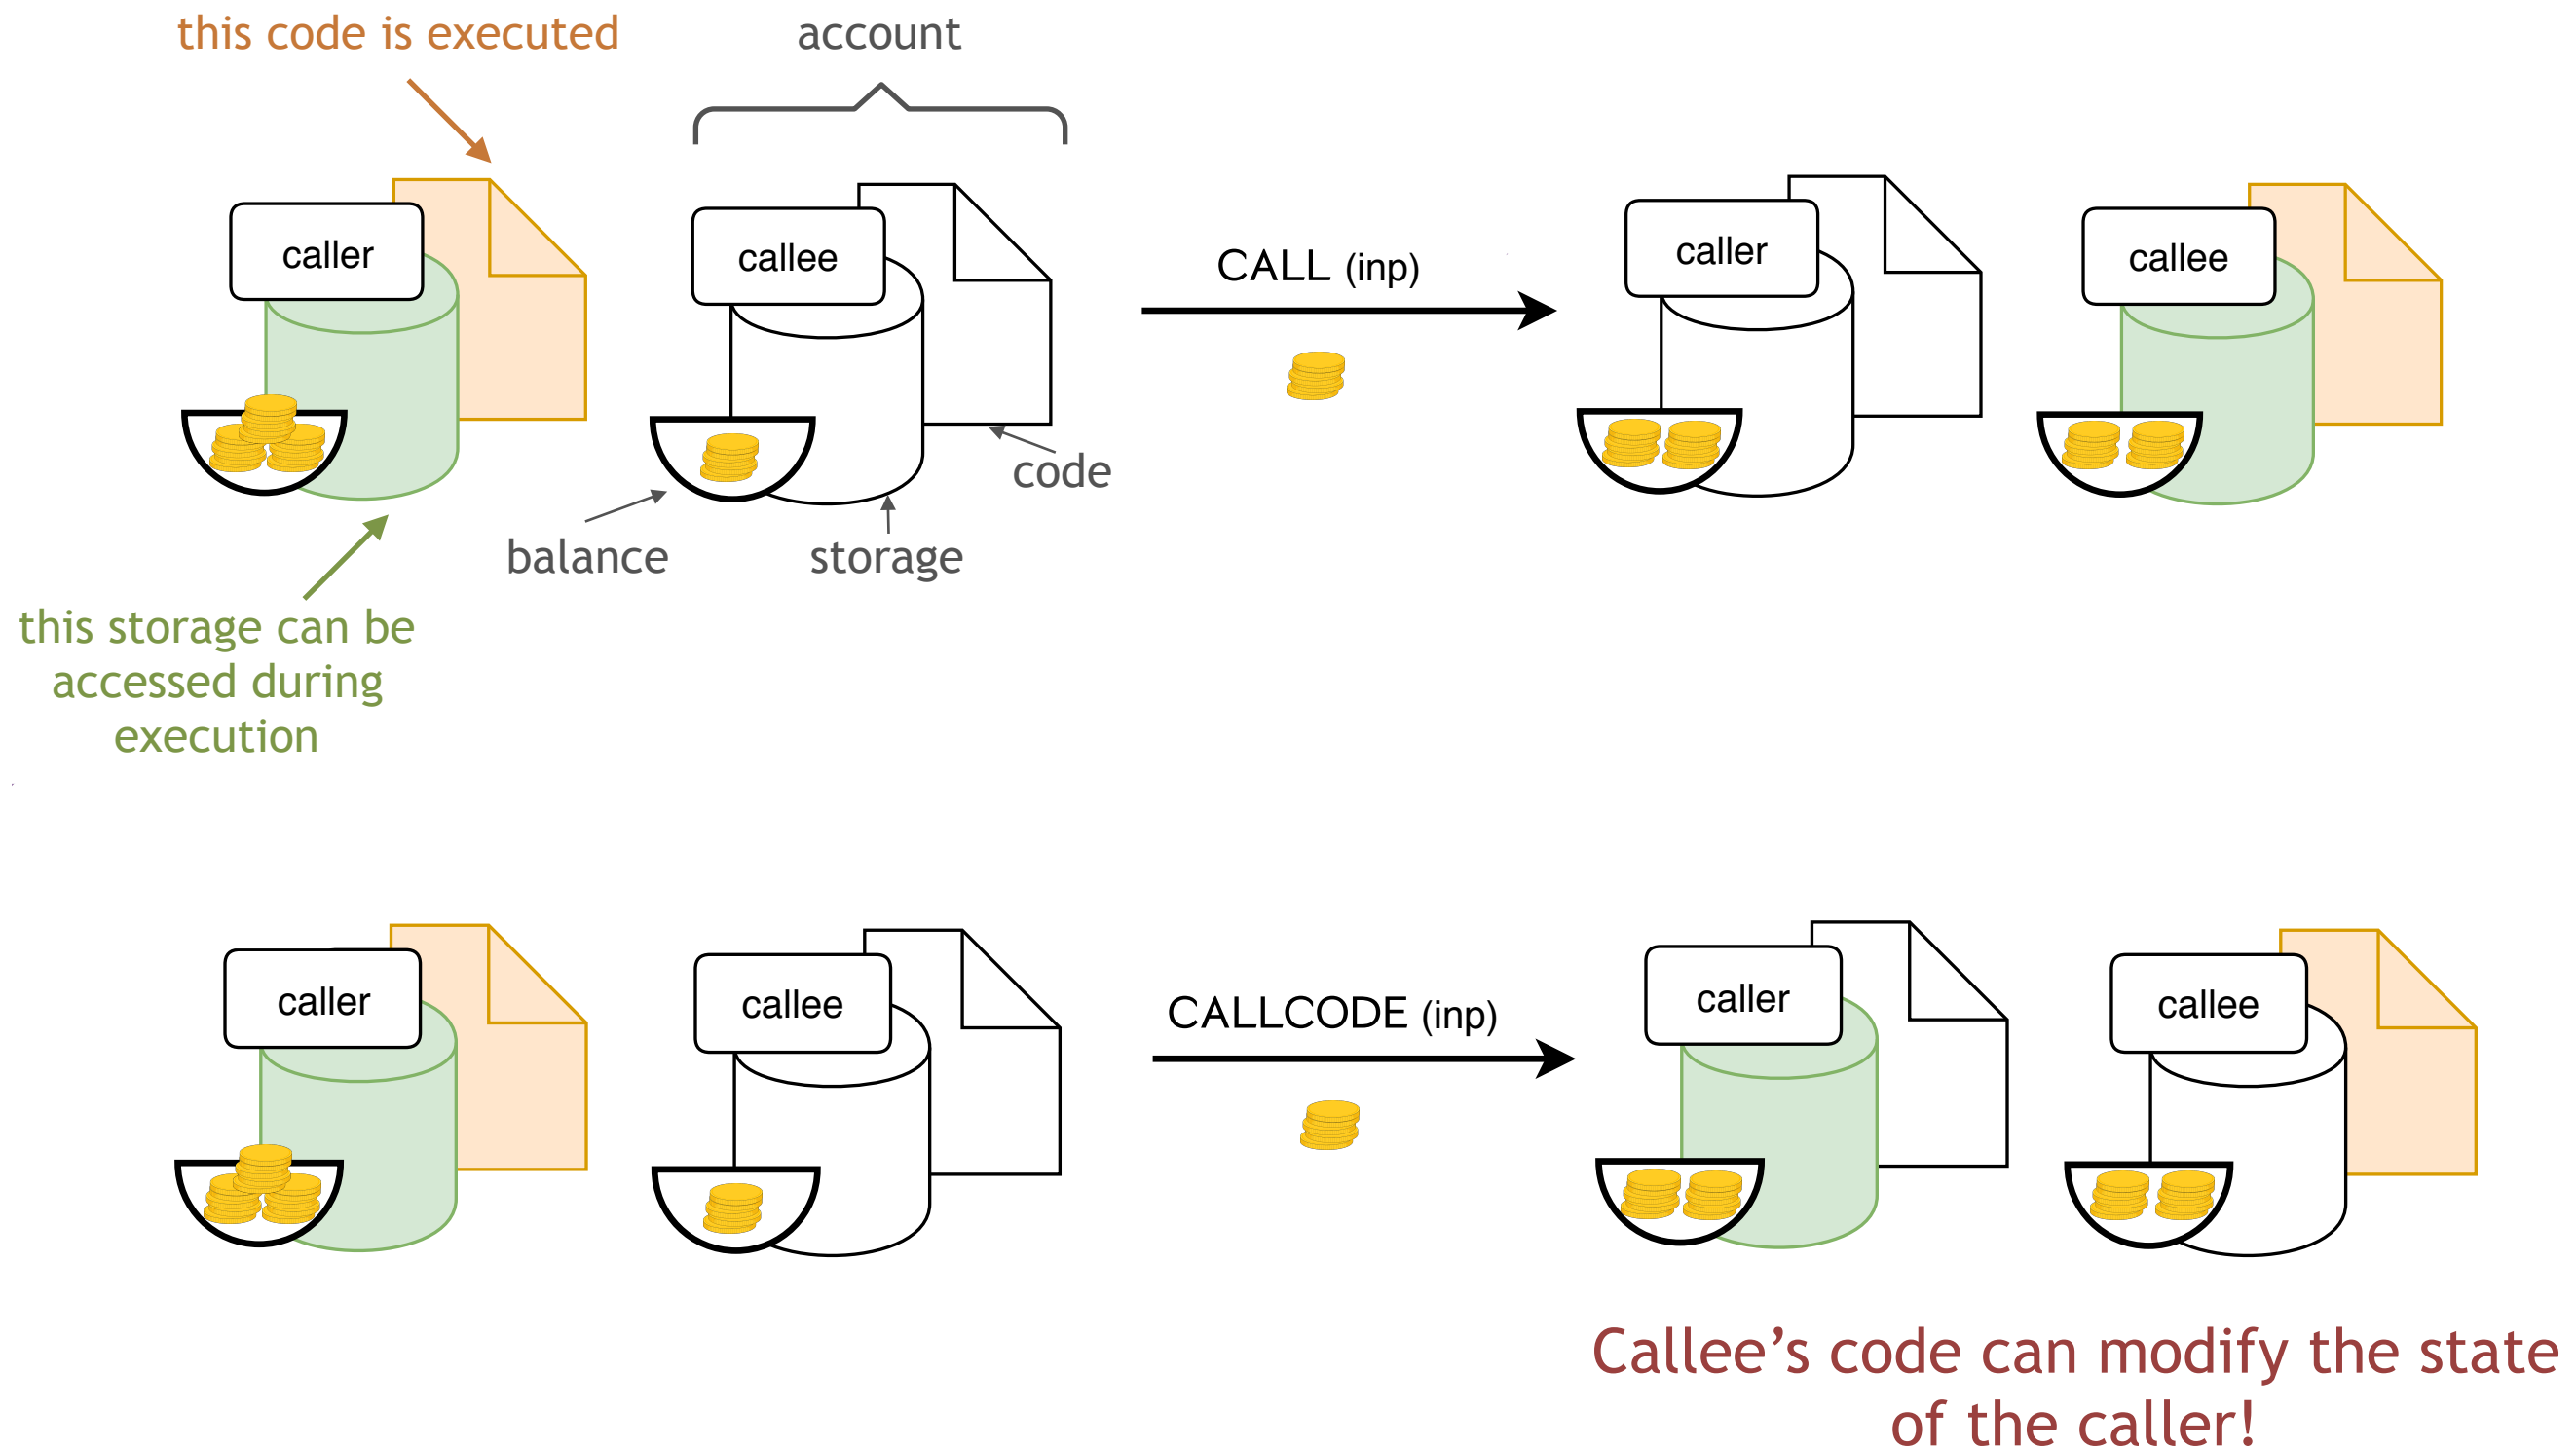 this code is executed
account
caller
callee
CALL (inp)
caller
callee
code
balance
storage
this storage can be
accessed during
execution
caller
callee
CALLCODE (inp)
caller
callee
Callee’s code can modify the state
of the caller!